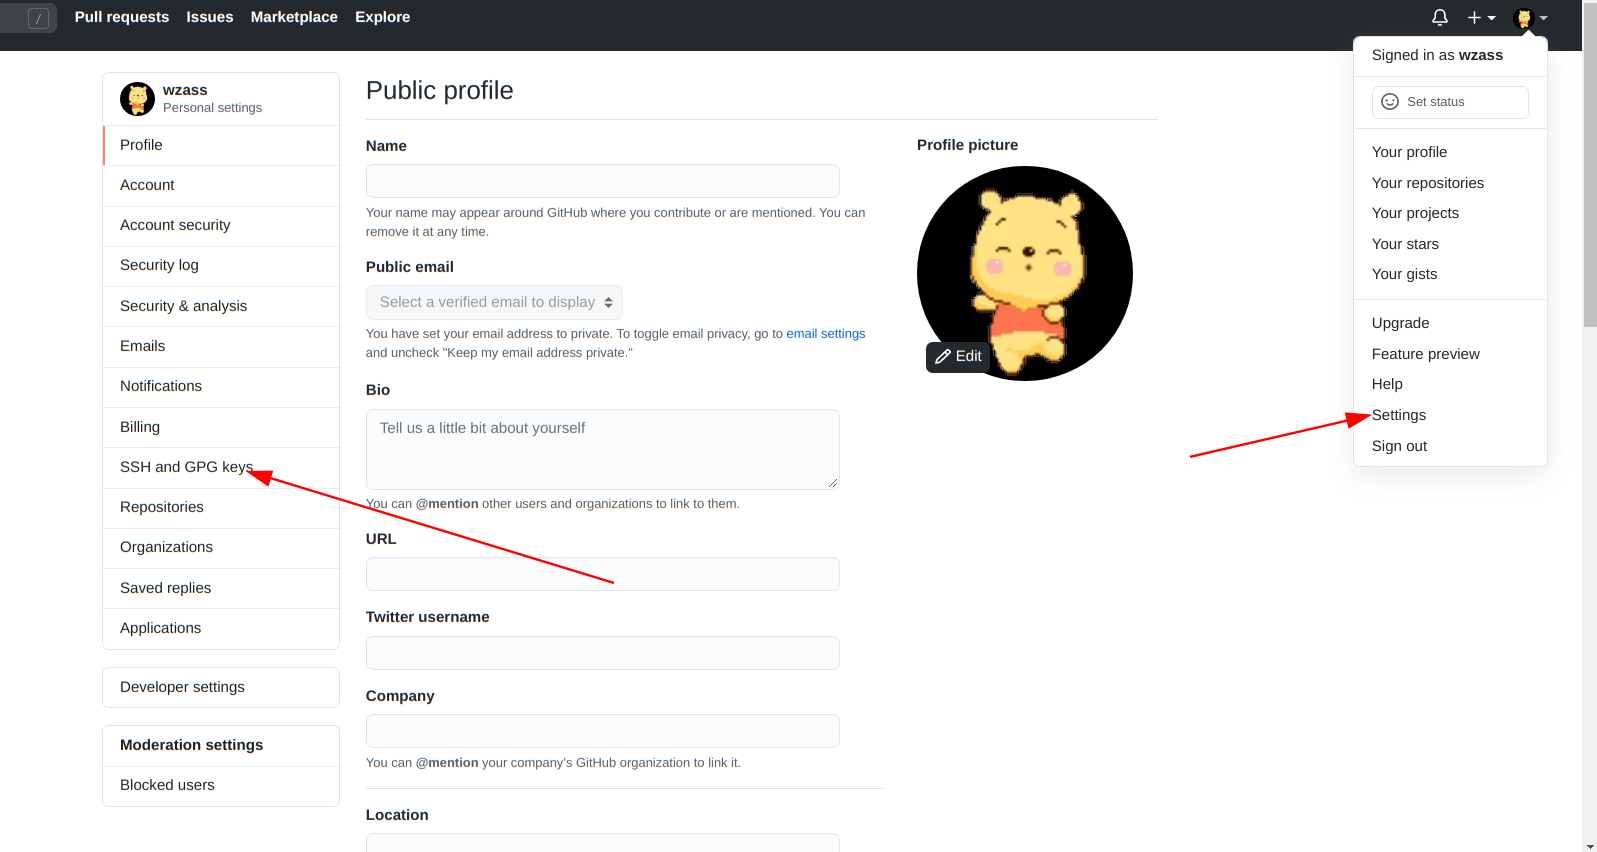 /
Pull requests Issues Marketplace Explore
Signed in as wzass
Set status
Your profile
Your repositories
Your projects
Your stars
Your gists
Upgrade
Feature preview
Help
Settings
Sign out
wzass
Personal settings
Profile
Account
Account security
Security log
Security & analysis
Emails
Notifications
Billing
SSH and GPG keys
Repositories
Organizations
Saved replies
Applications
Developer settings
Moderation settings
Blocked users
Public profile
Name
Your name may appear around GitHub where you contribute or are mentioned. You can
remove it at any time.
Public email
Select a verified email to display
You have set your email address to private. To toggle email privacy, go to email settings
and uncheck "Keep my email address private."
Bio
Tell us a little bit about yourself
You can @mention other users and organizations to link to them.
URL
Twitter username
Company
You can @mention your company's GitHub organization to link it.
Location
Profile picture
Edit